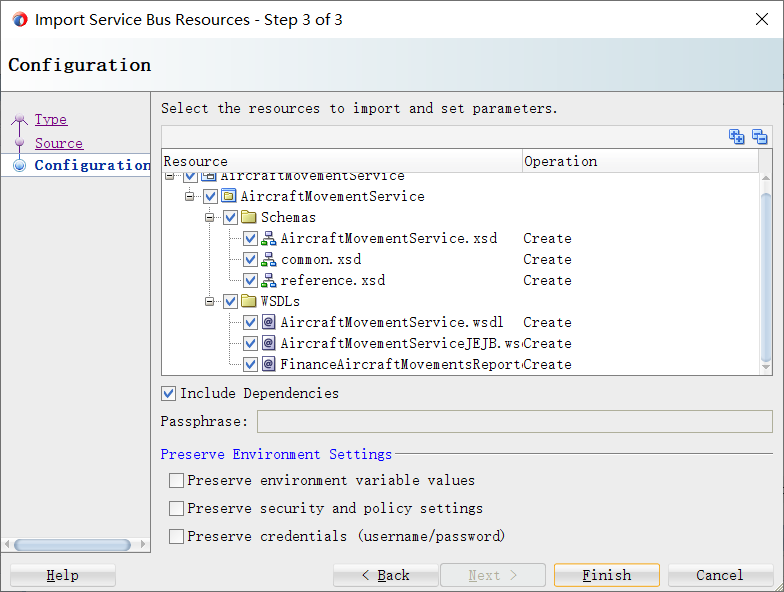 Import Service Bus Resources - Step 3 of 3
Configuration
Type
Source
Configuration
Select the resources to import and set parameters.
Resource Operation
AircraftMovementService
AircraftMovementService
Schemas
AircraftMovementService.xsd Create
common.xsd Create
reference.xsd Create
WSDLs
AircraftMovementService.wsdl Create
AircraftMovementServiceJEJB.ws Create
FinanceAircraftMovementsReport Create
Include Dependencies
Passphrase:
Preserve Environment Settings
Preserve environment variable values
Preserve security and policy settings
Preserve credentials (username/password)
Help < Back Next > Finish Cancel